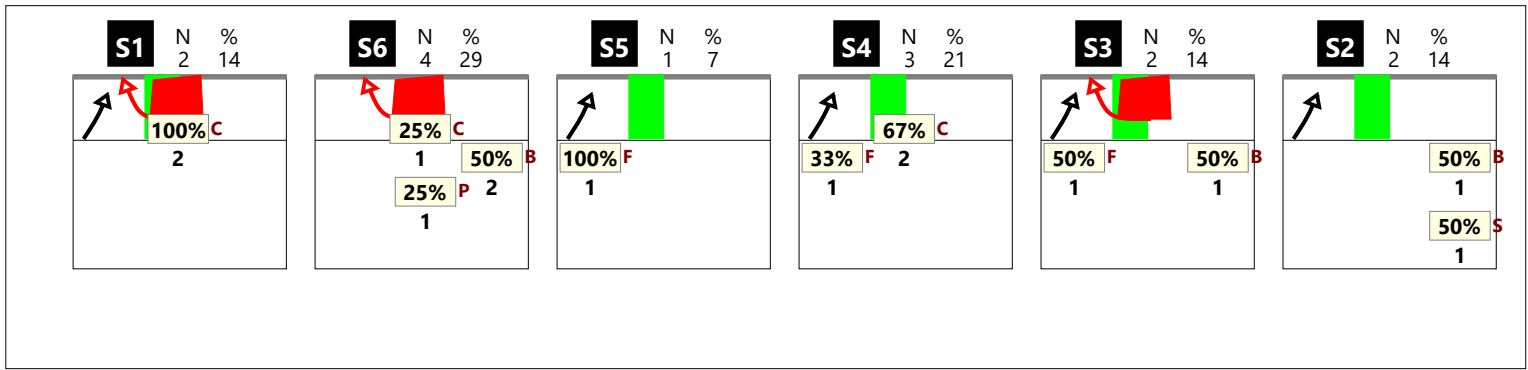 S1 N % S6 N % S5 N % S4 N % S3 N % S2 N %
2 14 4 29 1 7 3 21 2 14 2 14
100% C 25% C 67% C
2 1 50% B 100% F 33% F 2 50% F 50% B 50% B
25% P 2 1 1 1 1 1
1 50% S
1